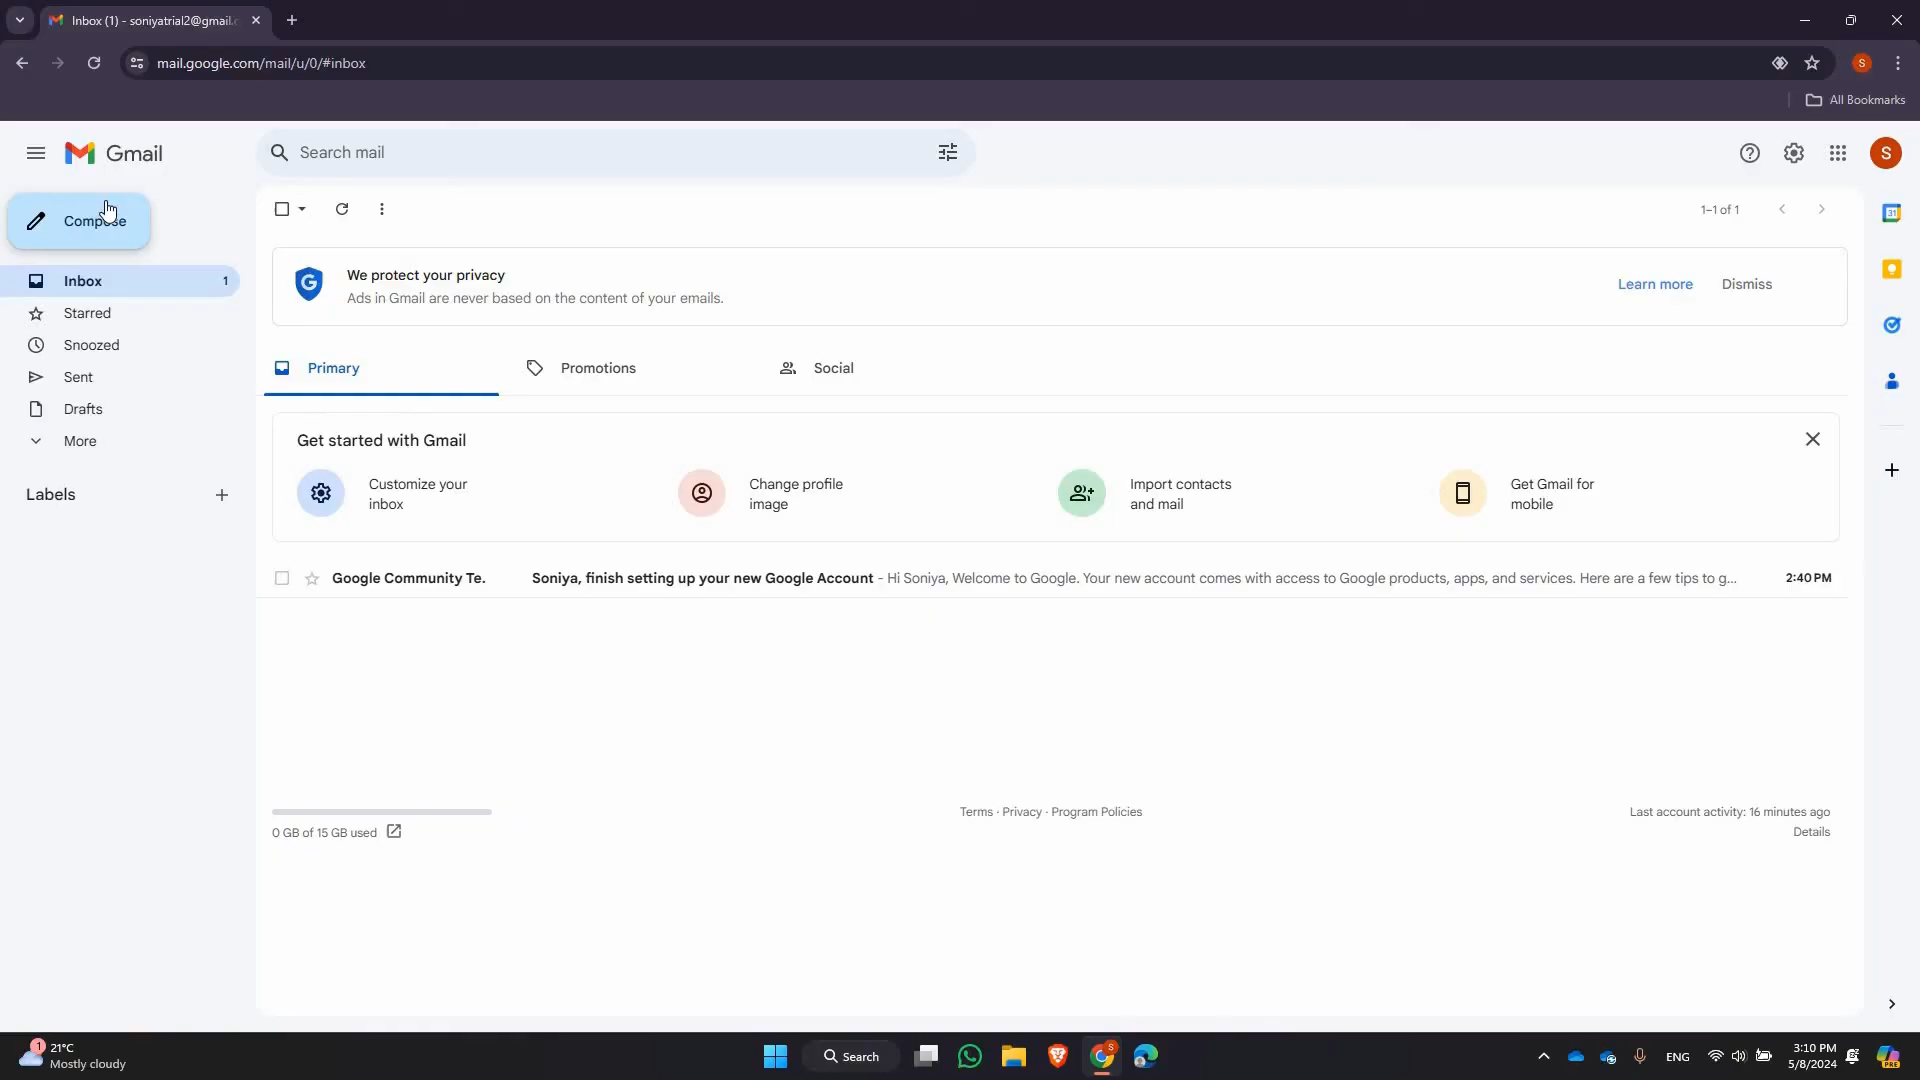 Inbox (1) - soniyatrial2@gmail.c
mail.google.com/mail/u/0/#inbox
S
All Bookmarks
Gmail
Search mail
S
Compose
1-1 of 1
31
We protect your privacy
Ads in Gmail are never based on the content of your emails.
Learn more
Dismiss
Inbox 1
Starred
Snoozed
Sent
Drafts
More
Labels
Primary
Promotions
Social
Get started with Gmail
Customize your
inbox
Change profile
image
Import contacts
and mail
Get Gmail for
mobile
Google Community Te. Soniya, finish setting up your new Google Account - Hi Soniya, Welcome to Google. Your new account comes with access to Google products, apps, and services. Here are a few tips to g... 2:40 PM
Terms · Privacy · Program Policies
Last account activity: 16 minutes ago
0 GB of 15 GB used
Details
1
21°C
Mostly cloudy
Search
S
ENG
3:10 PM
5/8/2024
PRE